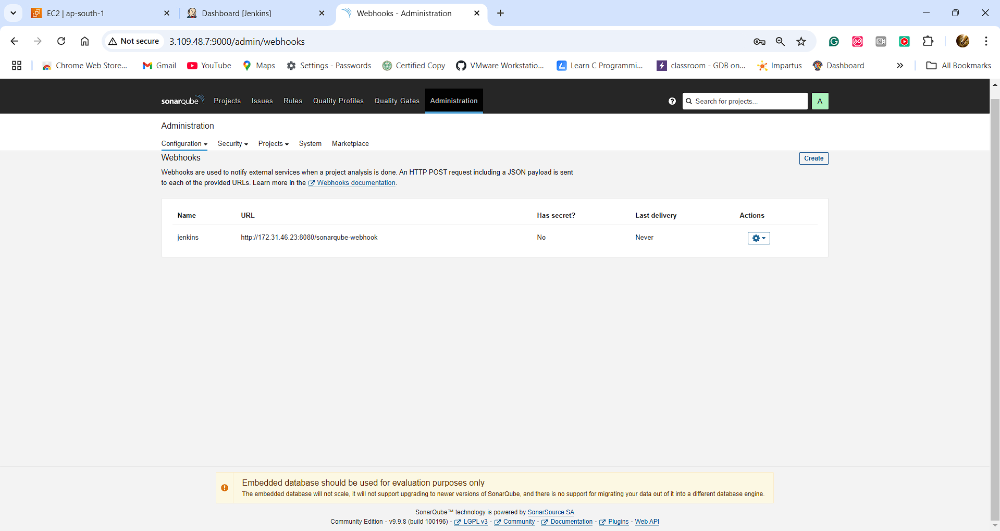 EC2 | ap-south-1
Dashboard [Jenkins]
Webhooks - Administration
Not secure
3.109.48.7:9000/admin/webhooks
Chrome Web Store...
Gmail
YouTube
Maps
Settings - Passwords
Certified Copy
VMware Workstatio...
Learn C Programmi...
classroom - GDB on...
Impartus
Dashboard
All Bookmarks
sonarqube
Projects
Issues
Rules
Quality Profiles
Quality Gates
Administration
Search for projects...
A
Administration
Configuration
Security
Projects
System
Marketplace
Webhooks
Create
Webhooks are used to notify external services when a project analysis is done. An HTTP POST request including a JSON payload is sent
to each of the provided URLs. Learn more in the Webhooks documentation.
Name URL Has secret? Last delivery Actions
jenkins http://172.31.46.23:8080/sonarqube-webhook No Never
Embedded database should be used for evaluation purposes only
The embedded database will not scale, it will not support upgrading to newer versions of SonarQube, and there is no support for migrating your data out of it into a different database engine.
SonarQube™ technology is powered by SonarSource SA
Community Edition - v9.9.8 (build 100196) - LGPL v3 - Community - Documentation - Plugins - Web API